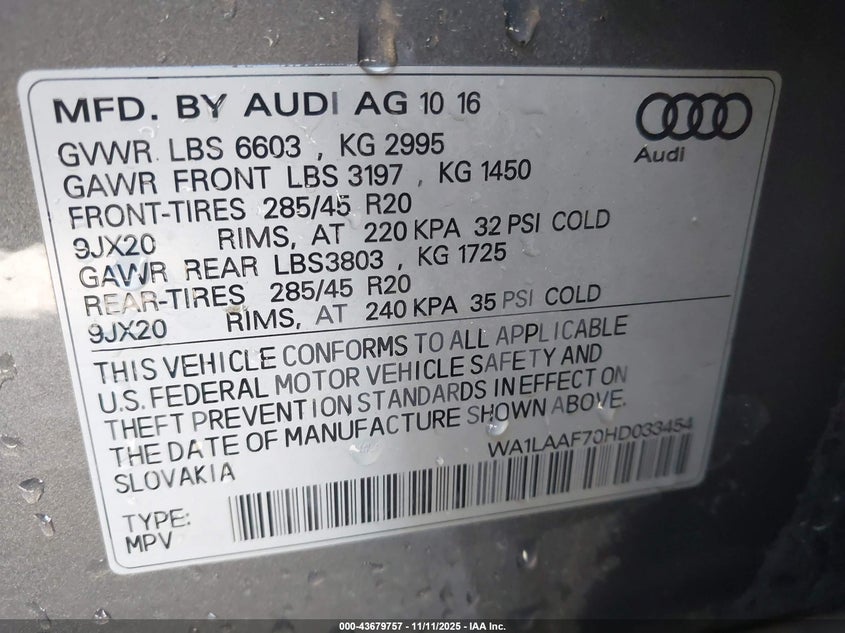 MFD. BY AUDI AG 10 16
GVWR LBS 6603 , KG 2995
GAWR FRONT LBS 3197 , KG 1450
FRONT-TIRES 285/45 R20
9JX20 RIMS, AT 220 KPA 32 PSI COLD
GAWR REAR LBS3803 , KG 1725
REAR-TIRES 285/45 R20
9JX20 RIMS, AT 240 KPA 35 PSI COLD
Audi
THIS VEHICLE CONFORMS TO ALL APPLICABLE
U.S. FEDERAL MOTOR VEHICLE SAFETY AND
THEFT PREVENTION STANDARDS IN EFFECT ON
THE DATE OF MANUFACTURE SHOWN ABOVE.
SLOVAKIA
WA1LAAF70HD033454
TYPE:
MPV
000-43679757 - 11/11/2025 - IAA Inc.